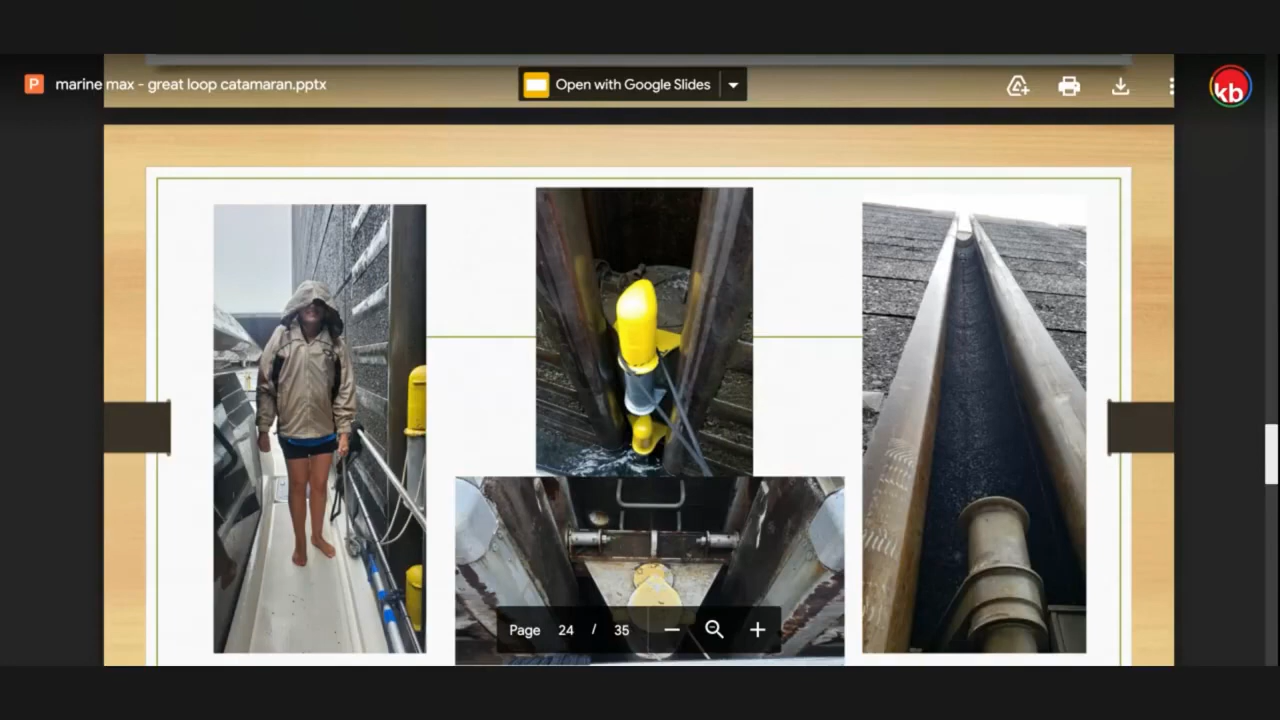 P marine max - great loop catamaran.pptx
Open with Google Slides
kb
Page 24 / 35